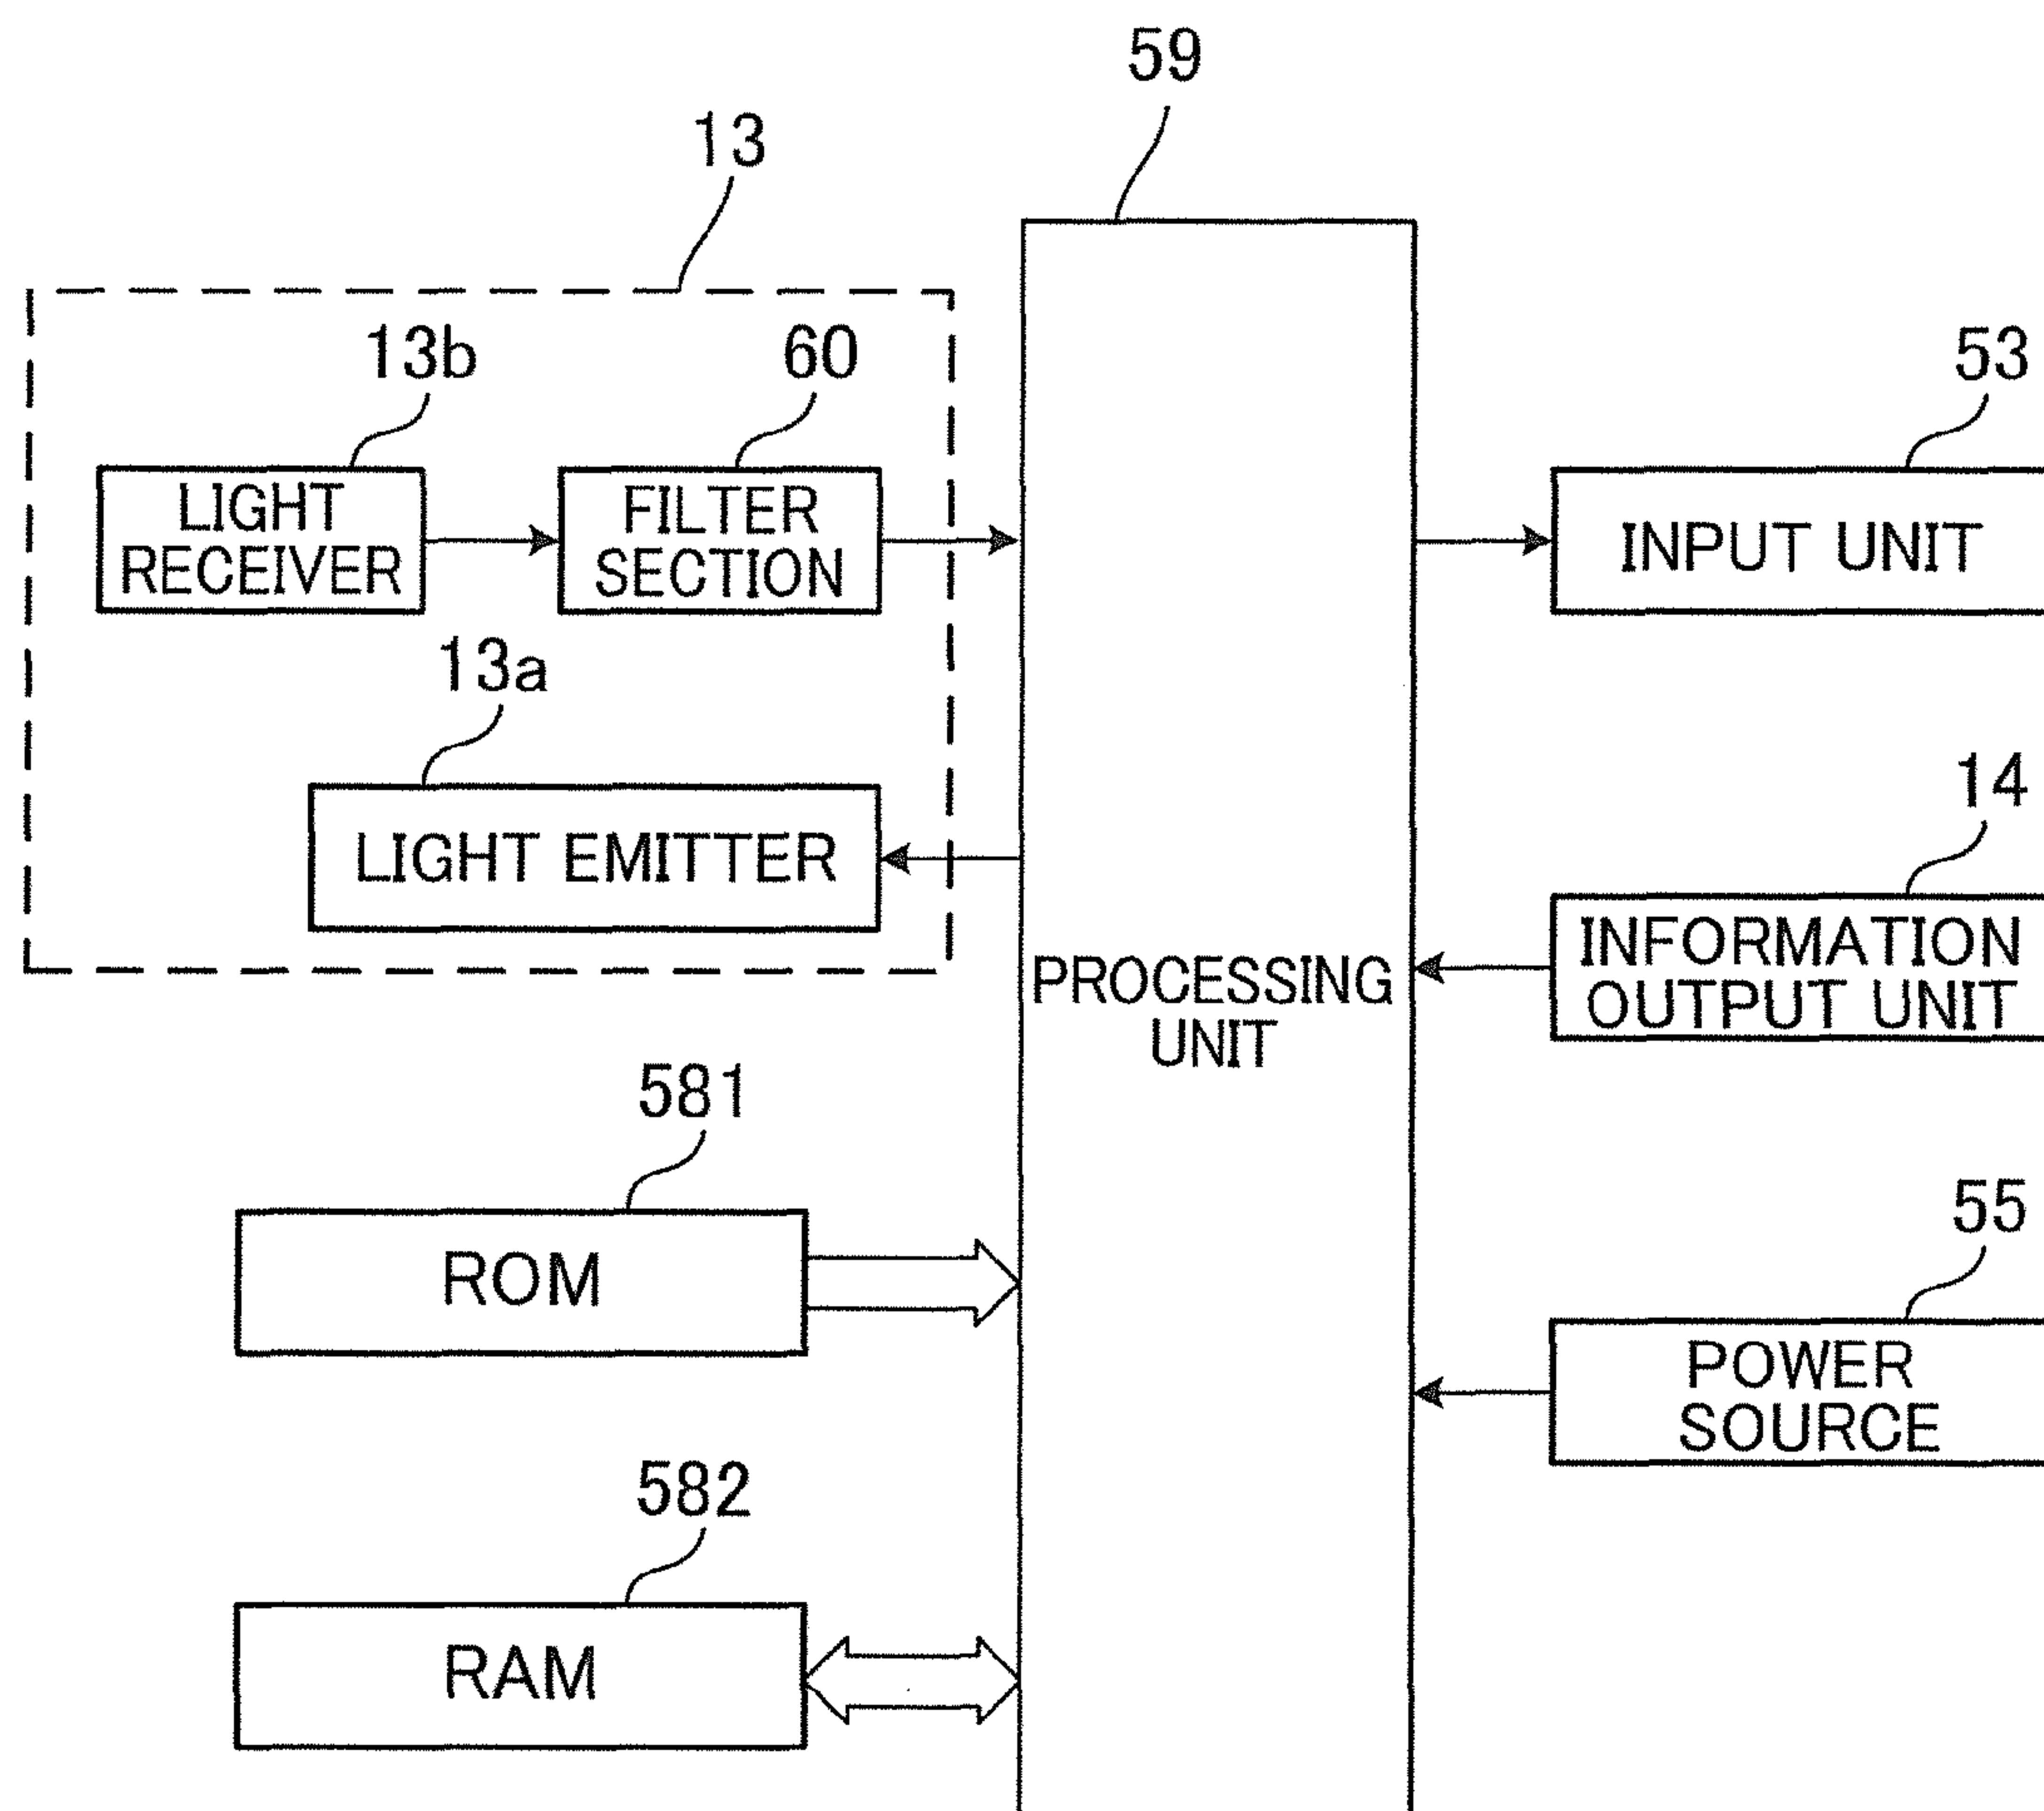 59
13
13b
60
53
LIGHT
RECEIVER
FILTER
SECTION
INPUT UNIT
13a
14
LIGHT EMITTER
INFORMATION
OUTPUT UNIT
PROCESSING
UNIT
581
55
ROM
POWER
SOURCE
582
RAM